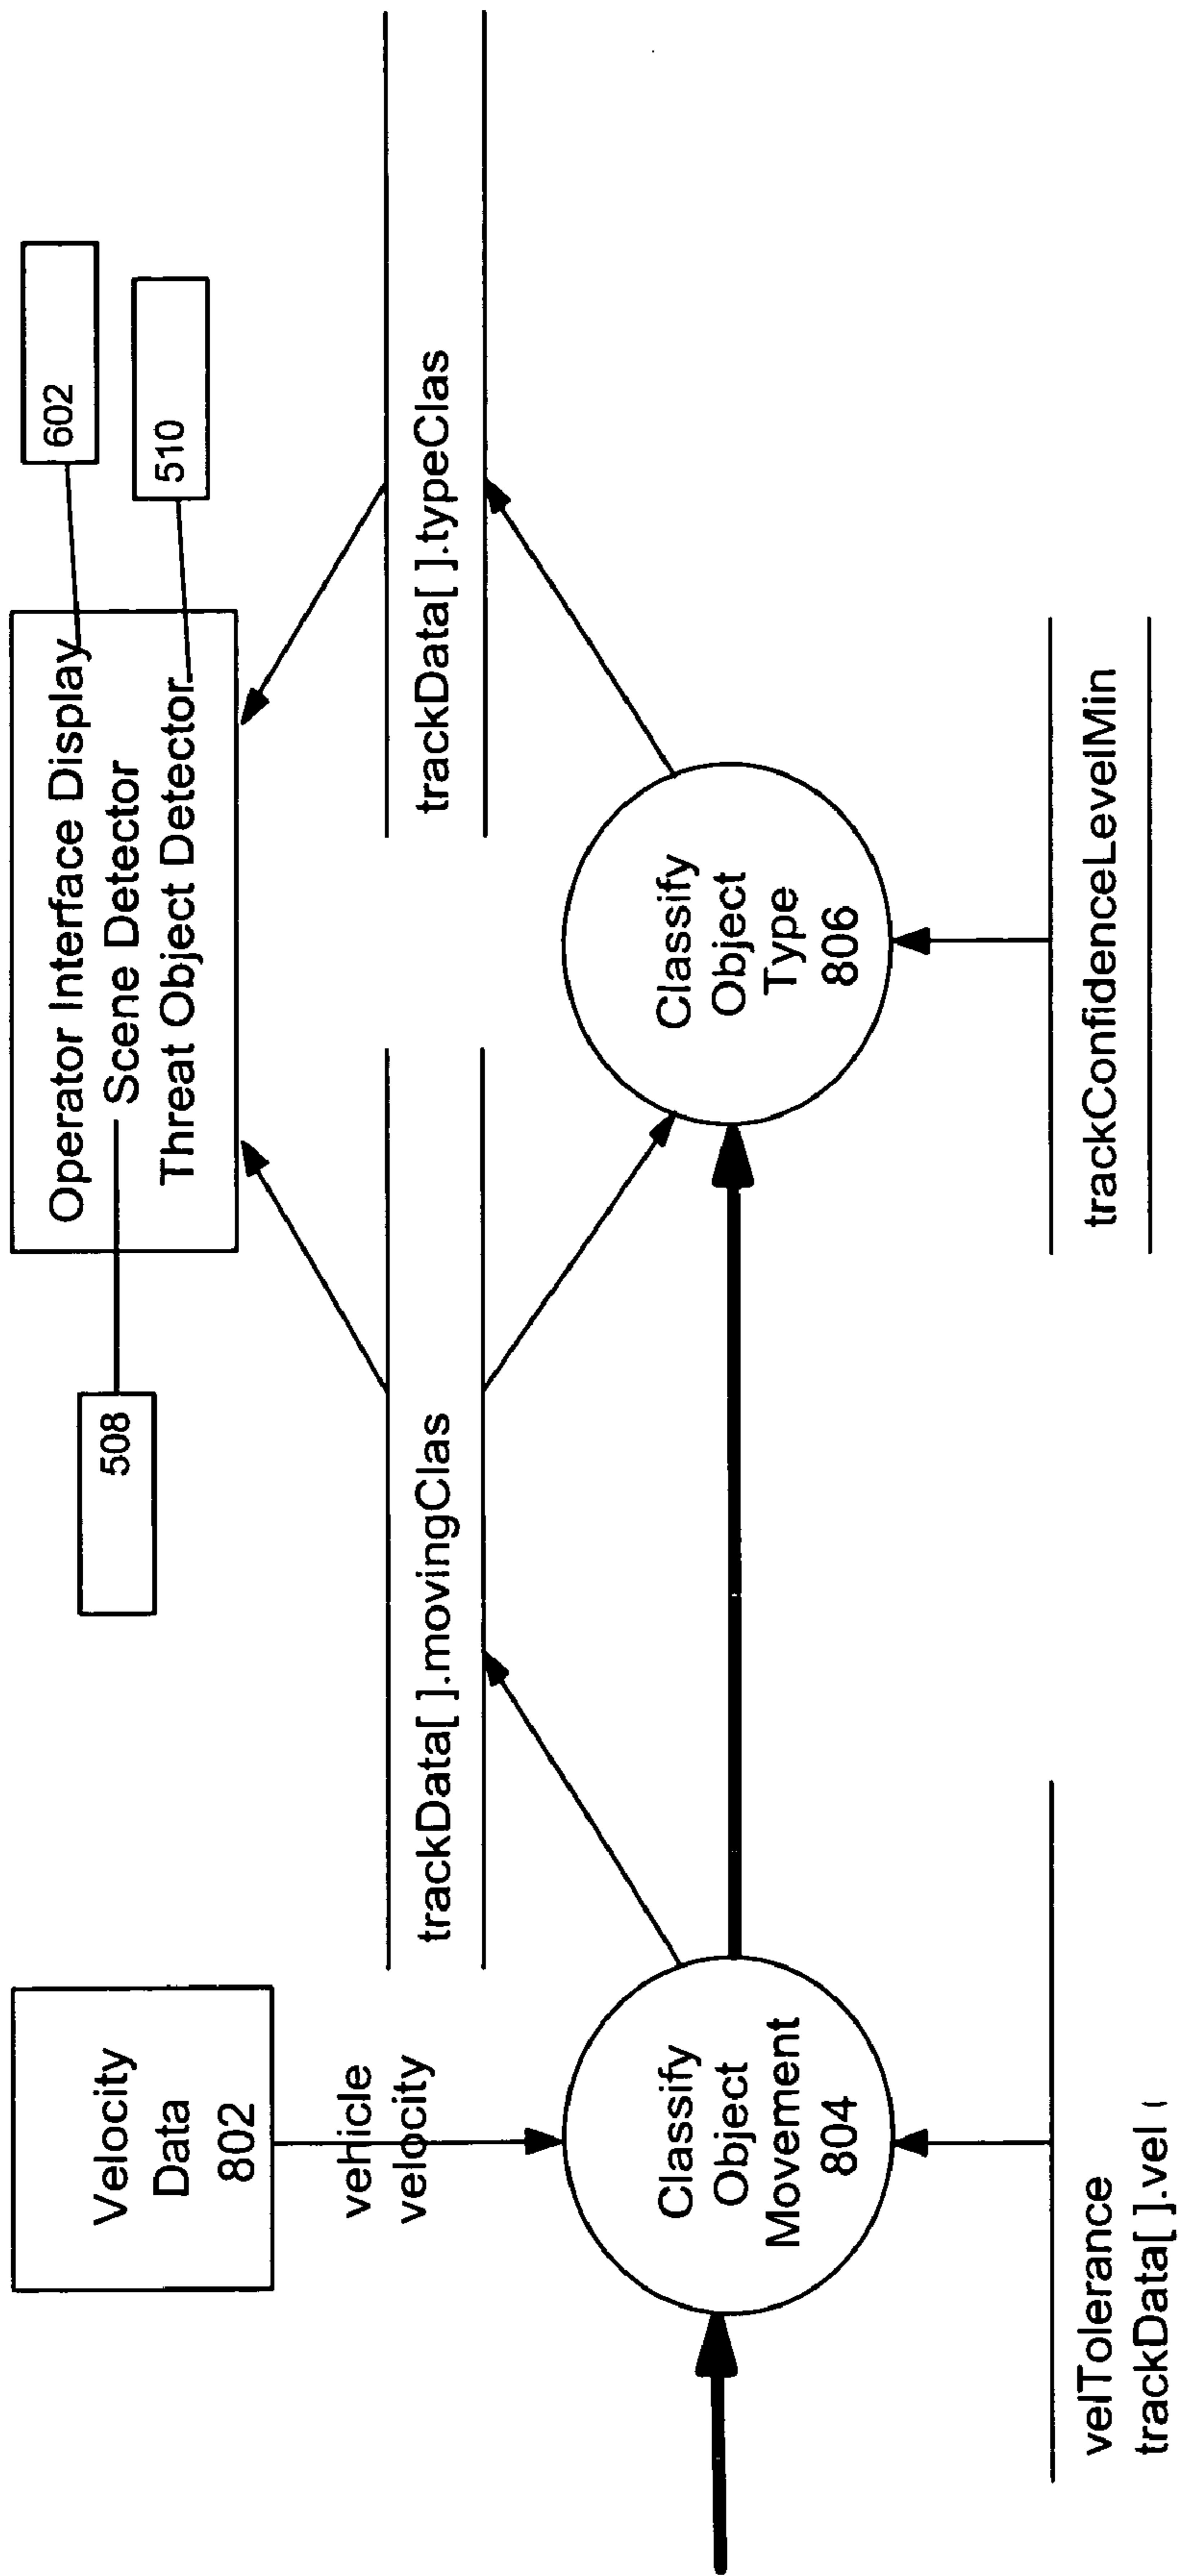 Velocity
Data
802
vehicle
velocity
508
Operator Interface Display
Scene Detector
Threat Object Detector
602
510
trackData[ ].movingClas
trackData[ ].typeClas
Classify
Object
Movement
804
Classify
Object
Type
806
velTolerance
trackData[ ].vel
trackConfidenceLevelMin